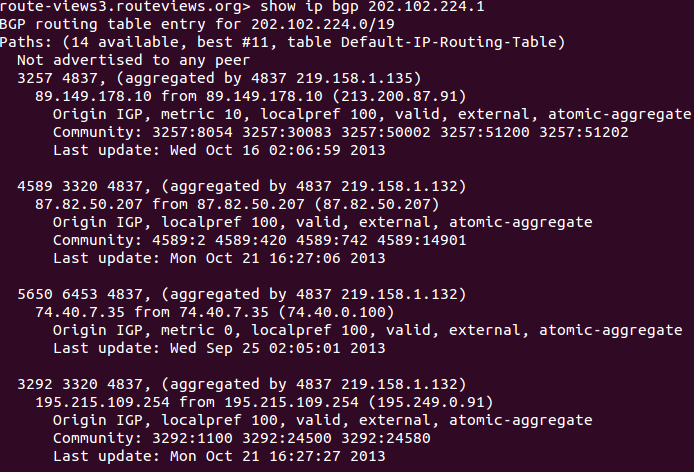 route-views3.routeviews.org> show ip bgp 202.102.224.1
BGP routing table entry for 202.102.224.0/19
Paths: (14 available, best #11, table Default-IP-Routing-Table)
Not advertised to any peer
3257 4837, (aggregated by 4837 219.158.1.135)
89.149.178.10 from 89.149.178.10 (213.200.87.91)
Origin IGP, metric 10, localpref 100, valid, external, atomic-aggregate
Community: 3257:8054 3257:30083 3257:50002 3257:51200 3257:51202
Last update: Wed Oct 16 02:06:59 2013
4589 3320 4837, (aggregated by 4837 219.158.1.132)
87.82.50.207 from 87.82.50.207 (87.82.50.207)
Origin IGP, localpref 100, valid, external, atomic-aggregate
Community: 4589:2 4589:420 4589:742 4589:14901
Last update: Mon Oct 21 16:27:06 2013
5650 6453 4837, (aggregated by 4837 219.158.1.132)
74.40.7.35 from 74.40.7.35 (74.40.0.100)
Origin IGP, metric 0, localpref 100, valid, external, atomic-aggregate
Last update: Wed Sep 25 02:05:01 2013
3292 3320 4837, (aggregated by 4837 219.158.1.132)
195.215.109.254 from 195.215.109.254 (195.249.0.91)
Origin IGP, localpref 100, valid, external, atomic-aggregate
Community: 3292:1100 3292:24500 3292:24580
Last update: Mon Oct 21 16:27:27 2013